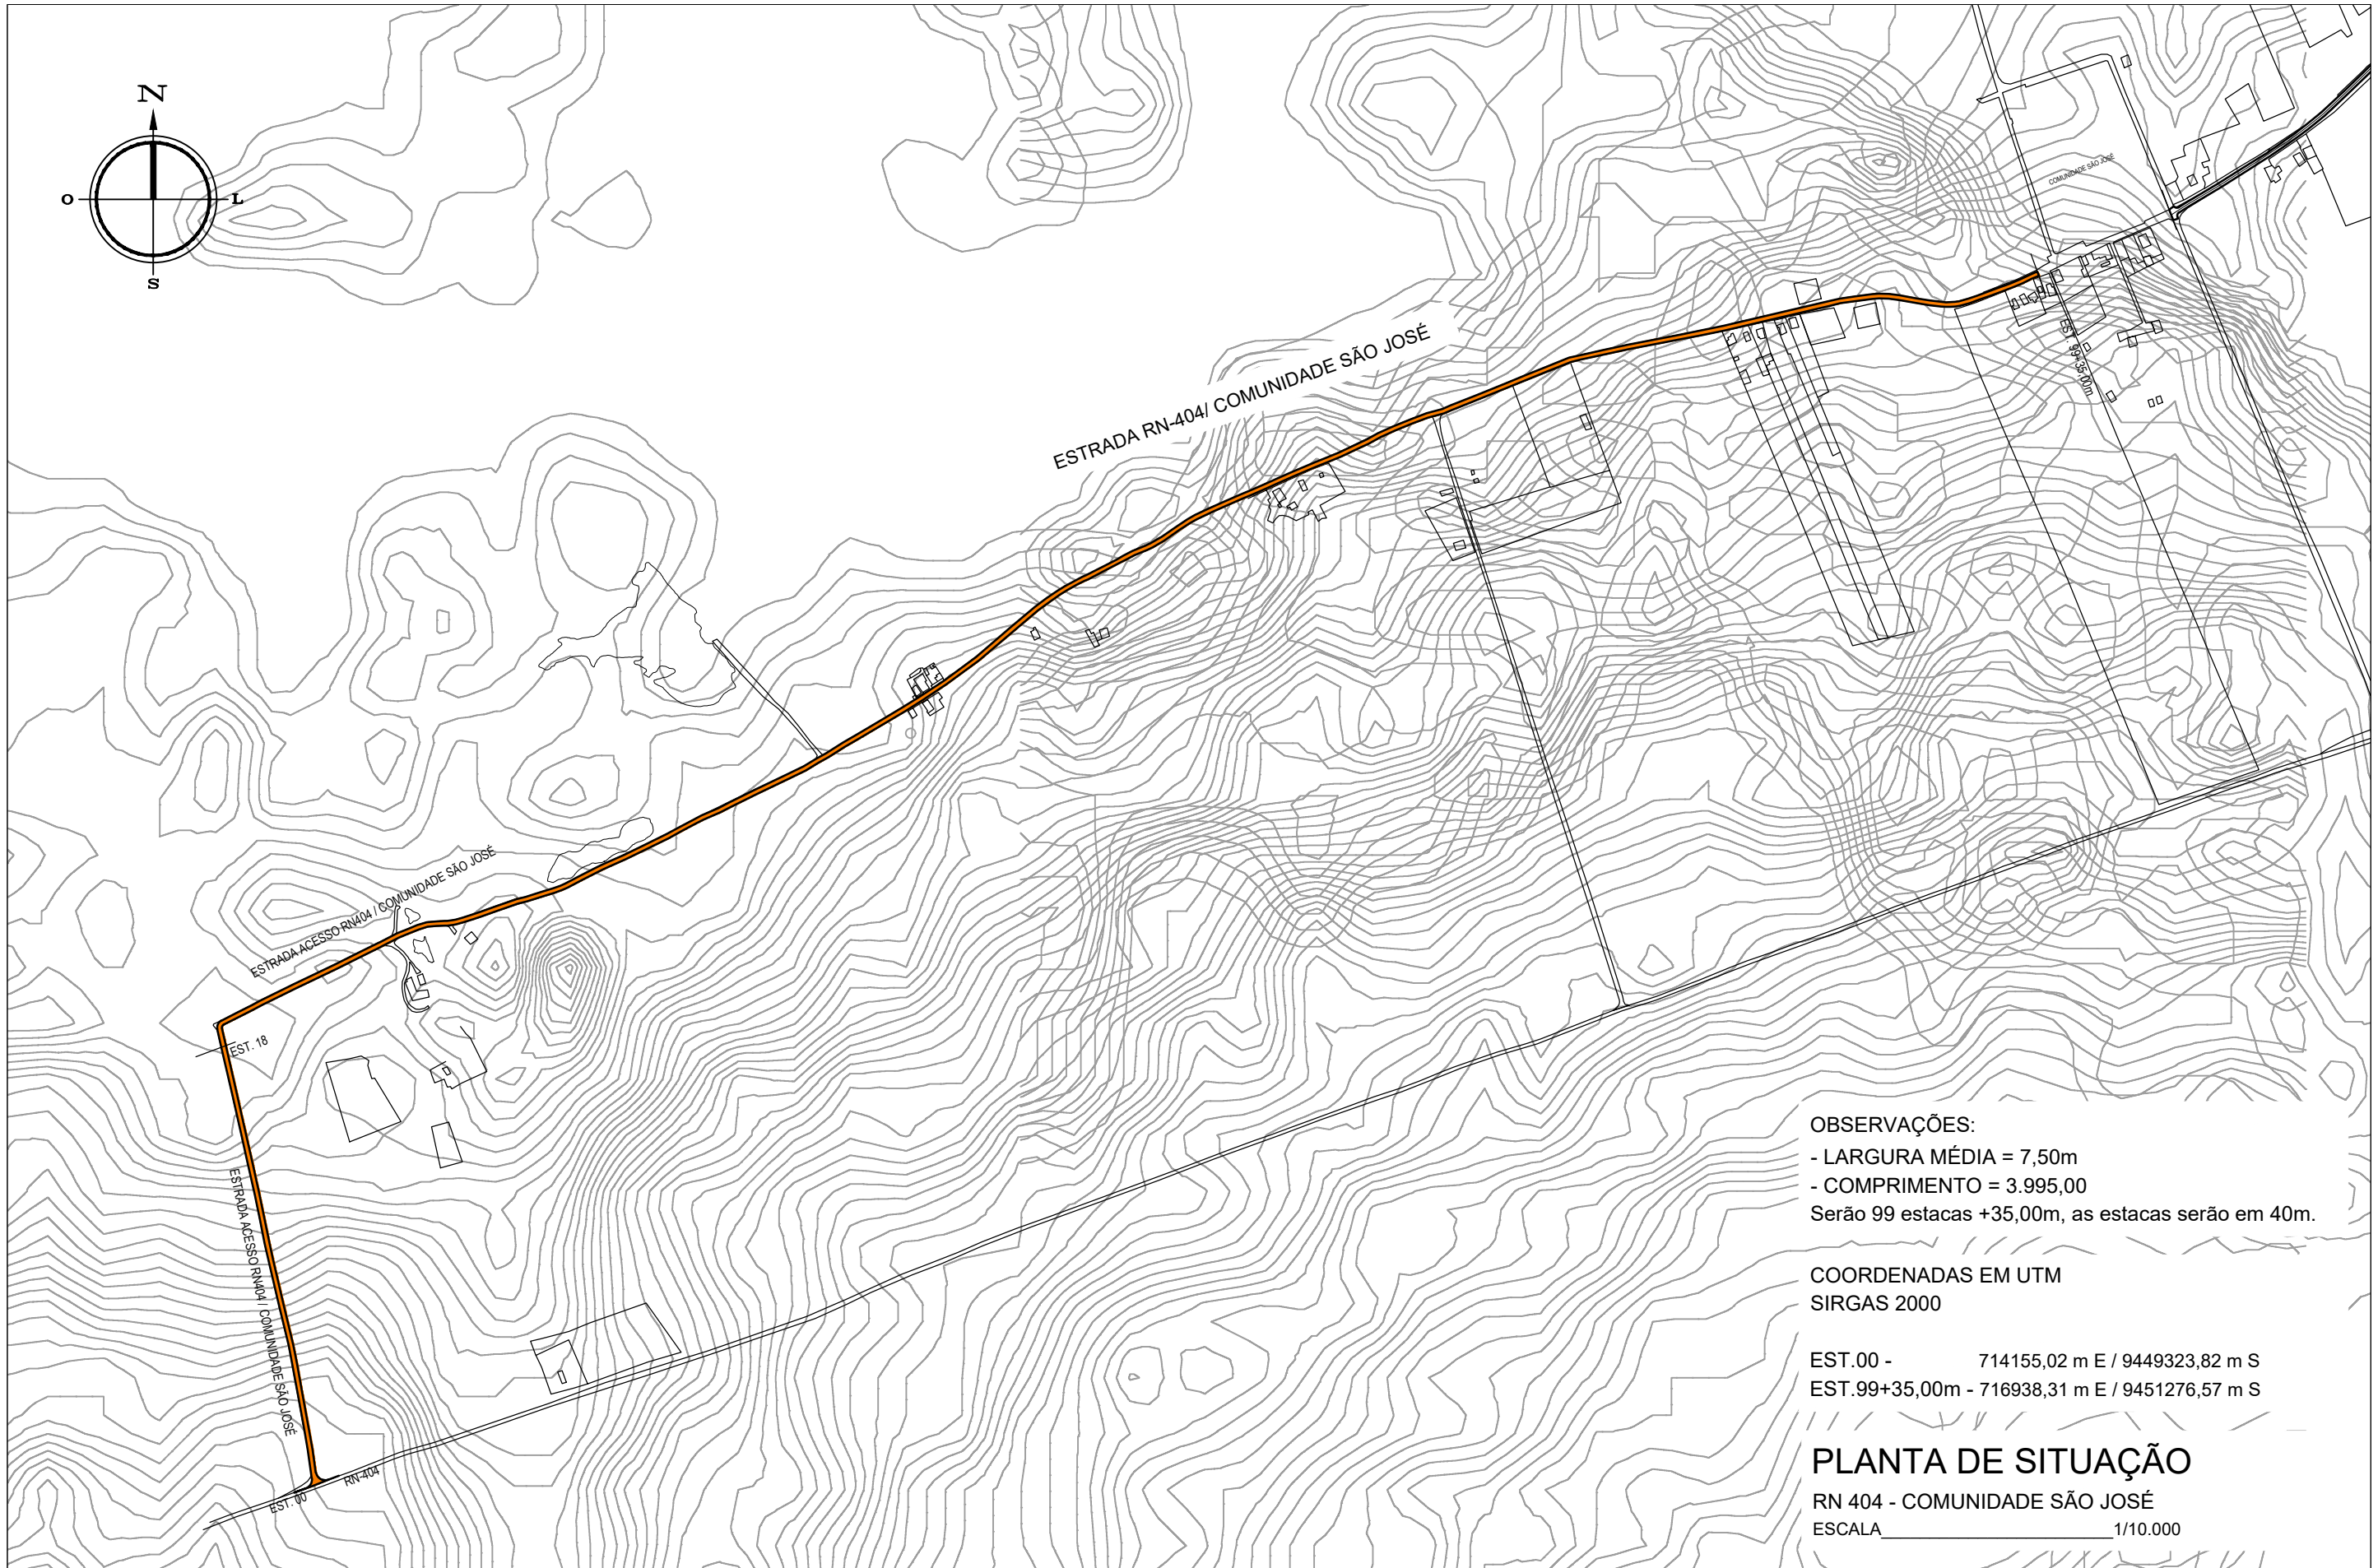 N
O
L
S
COMUNIDADE SÃO JOSÉ
ESTRADA RN-404/ COMUNIDADE SÃO JOSÉ
EST. 99+35,00m
ESTRADA ACESSO RN404 / COMUNIDADE SÃO JOSÉ
EST. 18
ESTRADA ACESSO RN404 / COMUNIDADE SÃO JOSÉ
EST. 00
RN-404
OBSERVAÇÕES:
- LARGURA MÉDIA = 7,50m
- COMPRIMENTO = 3.995,00
Serão 99 estacas +35,00m, as estacas serão em 40m.
COORDENADAS EM UTM
SIRGAS 2000
EST.00 - 714155,02 m E / 9449323,82 m S
EST.99+35,00m - 716938,31 m E / 9451276,57 m S
PLANTA DE SITUAÇÃO
RN 404 - COMUNIDADE SÃO JOSÉ
ESCALA________________________1/10.000